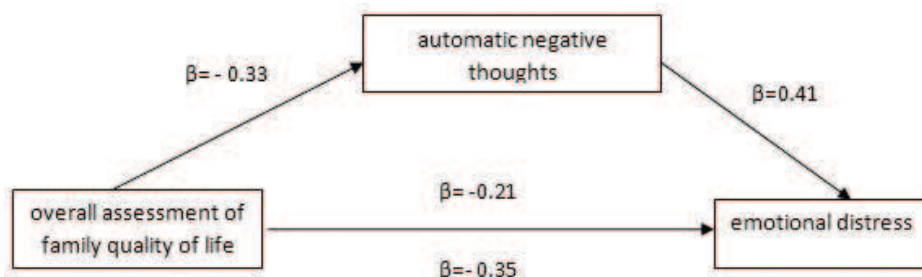 automatic negative
thoughts
β= - 0.33
β=0.41
β= -0.21
overall assessment of
family quality of life
emotional distress
β= - 0.35